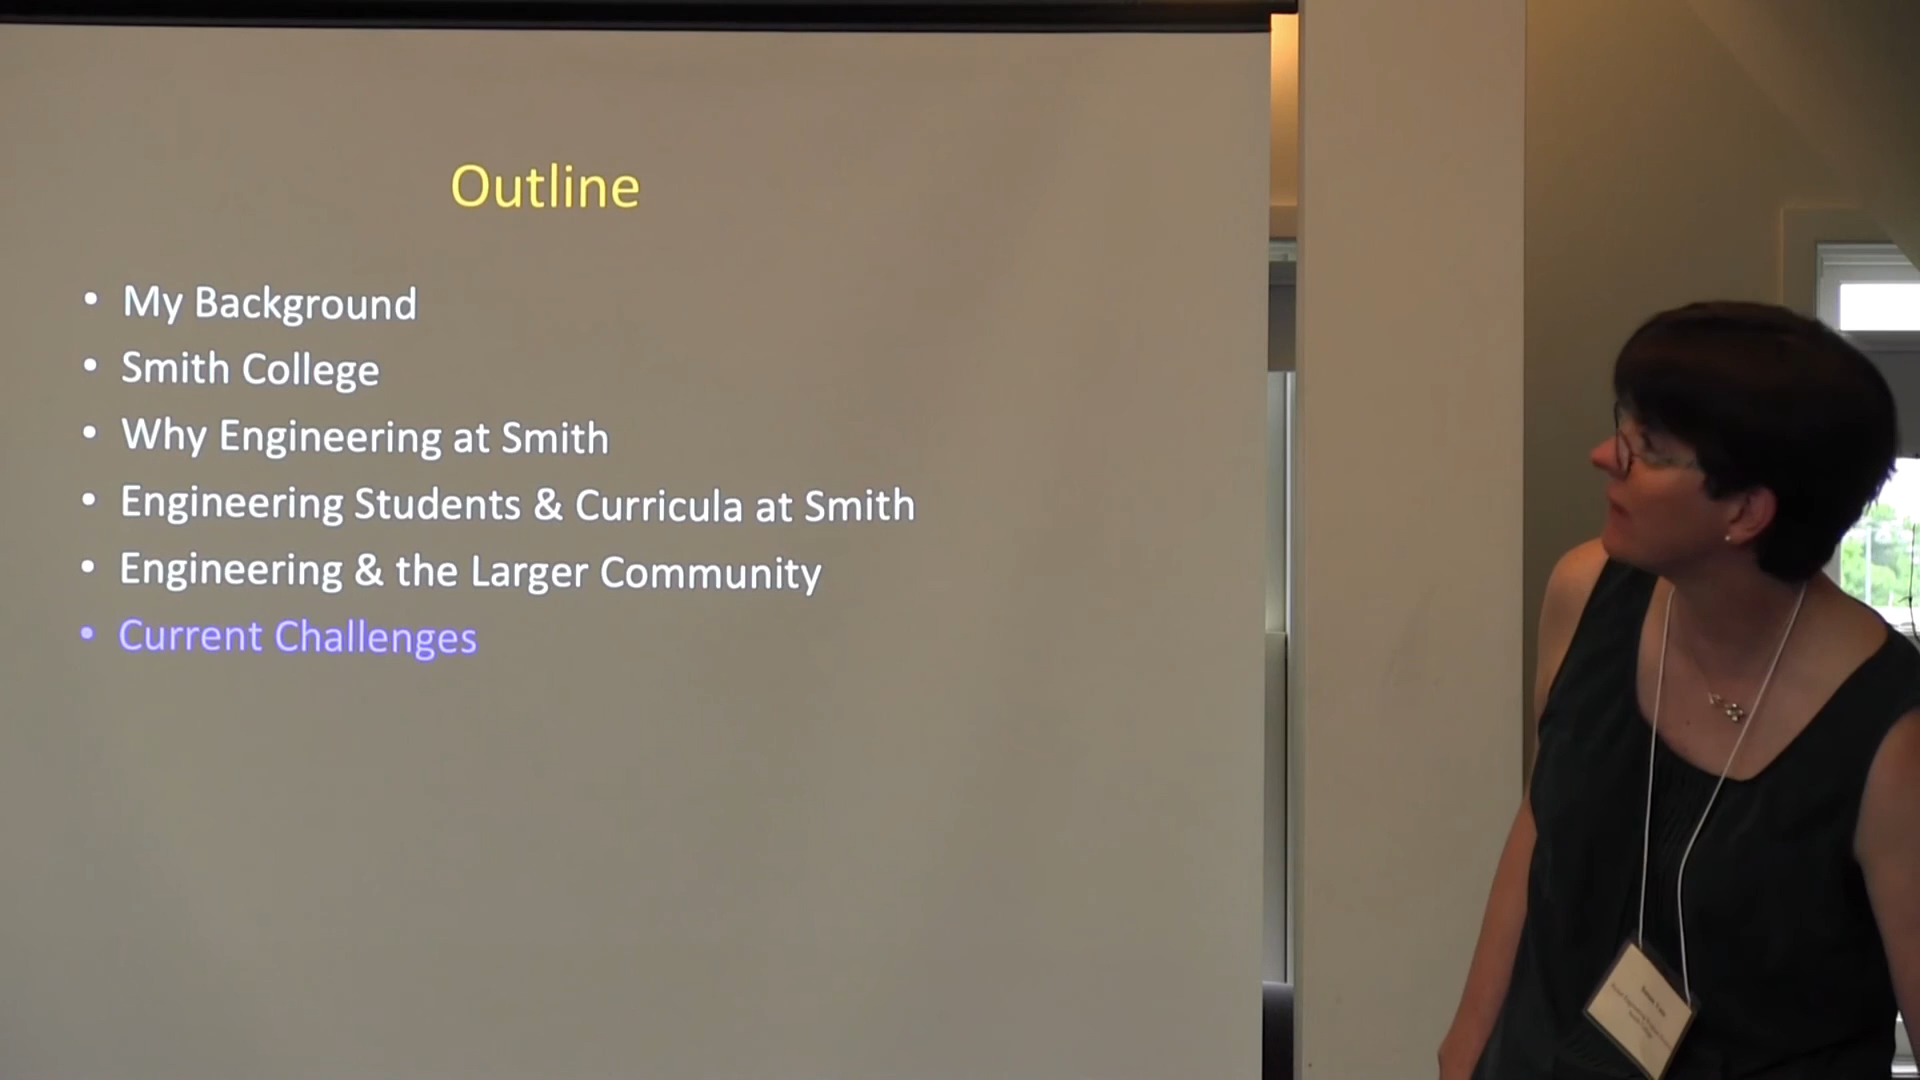 Outline
• My Background
• Smith College
• Why Engineering at Smith
• Engineering Students & Curricula at Smith
• Engineering & the Larger Community
• Current Challenges